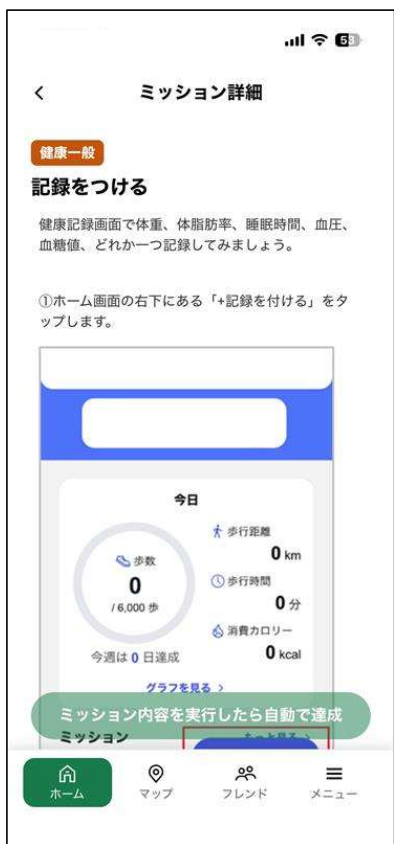 53
ミッション詳細
健康一般
記録をつける
健康記録画面で体重、体脂肪率、睡眠時間、血圧、
血糖値、どれか一つ記録してみましょう。
①ホーム画面の右下にある「+記録を付ける」をタ
ップします。
今日
歩数
0
/ 6,000 歩
今週は 0 日達成
歩行距離
0 km
歩行時間
0 分
消費カロリー
0 kcal
グラフを見る >
ミッション内容を実行したら自動で達成
ミッション
もっと見る >
ホーム
マップ
フレンド
メニュー